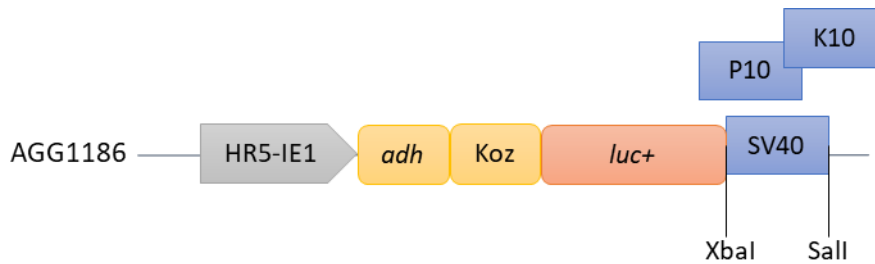 K10
P10
AGG1186 HR5-IE1 adh Koz luc+ SV40
XbaI SalI